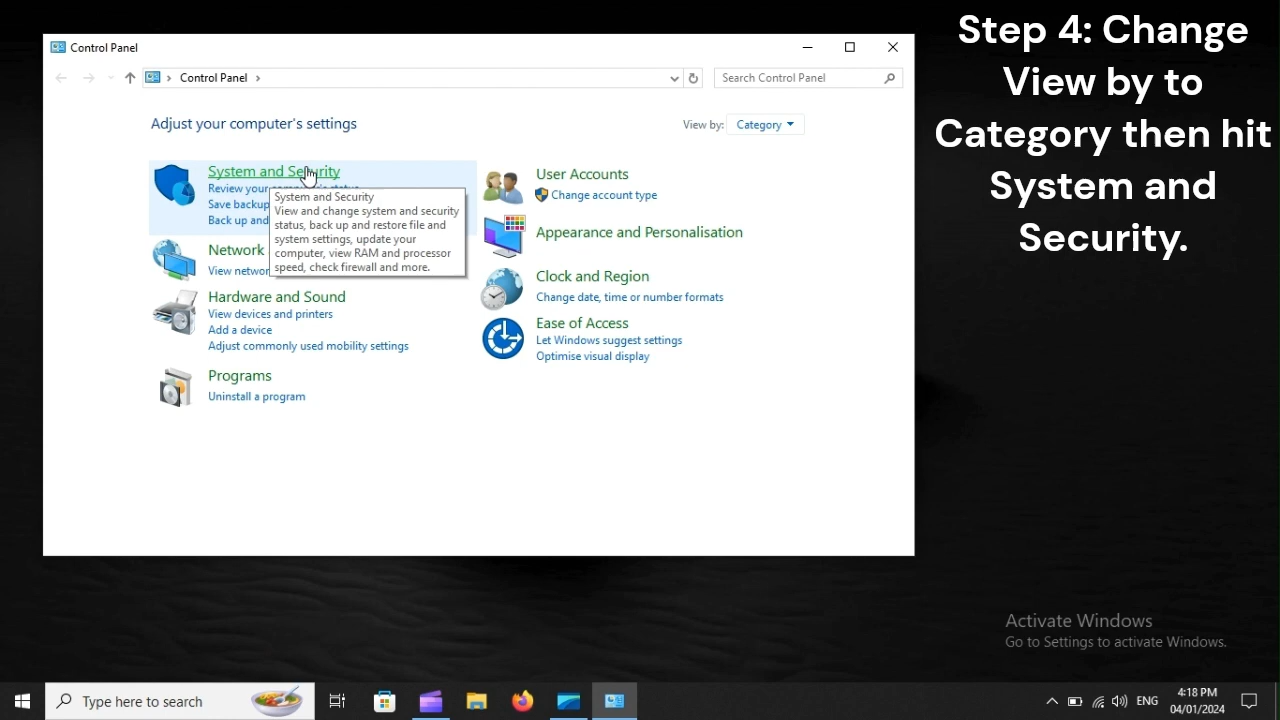 Control Panel
Control Panel
Search Control Panel
Adjust your computer's settings
View by: Category
System and Security
Review your computer's status
Save backup
Back up and
System and Security
View and change system and security
status, back up and restore file and
system settings, update your
computer, view RAM and processor
speed, check firewall and more.
Network
View networ
Hardware and Sound
View devices and printers
Add a device
Adjust commonly used mobility settings
Programs
Uninstall a program
User Accounts
Change account type
Appearance and Personalisation
Clock and Region
Change date, time or number formats
Ease of Access
Let Windows suggest settings
Optimise visual display
Step 4: Change
View by to
Category then hit
System and
Security.
Activate Windows
Go to Settings to activate Windows.
Type here to search
ENG
4:18 PM
04/01/2024